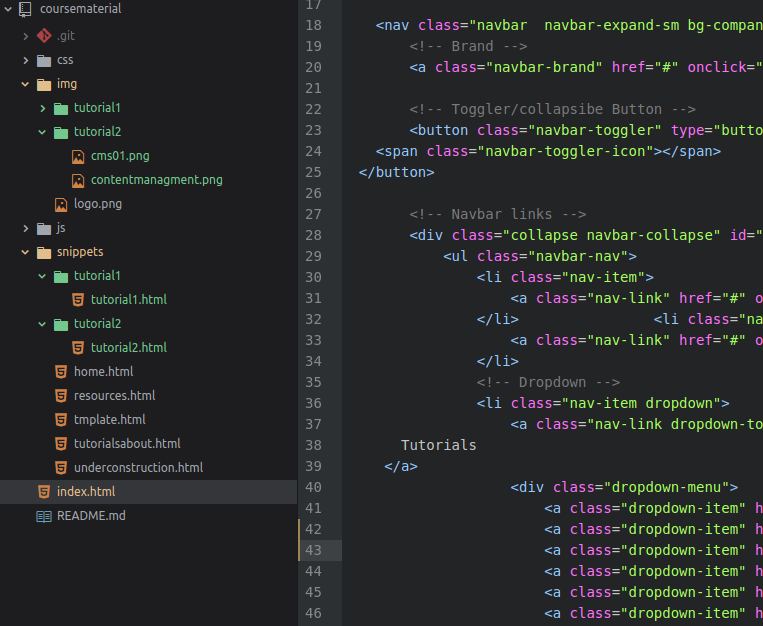 coursematerial
.git
css
img
tutorial1
tutorial2
cms01.png
contentmanagment.png
logo.png
js
snippets
tutorial1
tutorial1.html
tutorial2
tutorial2.html
home.html
resources.html
tmplate.html
tutorialsabout.html
underconstruction.html
index.html
README.md
17
18 <nav class="navbar  navbar-expand-sm bg-compan
19 <!-- Brand -->
20 <a class="navbar-brand" href="#" onclick="
21
22 <!-- Toggler/collapsibe Button -->
23 <button class="navbar-toggler" type="butto
24 <span class="navbar-toggler-icon"></span>
25 </button>
26
27 <!-- Navbar links -->
28 <div class="collapse navbar-collapse" id="
29 <ul class="navbar-nav">
30 <li class="nav-item">
31 <a class="nav-link" href="#" o
32 </li> <li class="na
33 <a class="nav-link" href="#" o
34 </li>
35 <!-- Dropdown -->
36 <li class="nav-item dropdown">
37 <a class="nav-link dropdown-to
38 Tutorials
39 </a>
40 <div class="dropdown-menu">
41 <a class="dropdown-item" h
42 <a class="dropdown-item" h
43 <a class="dropdown-item" h
44 <a class="dropdown-item" h
45 <a class="dropdown-item" h
46 <a class="dropdown-item" h